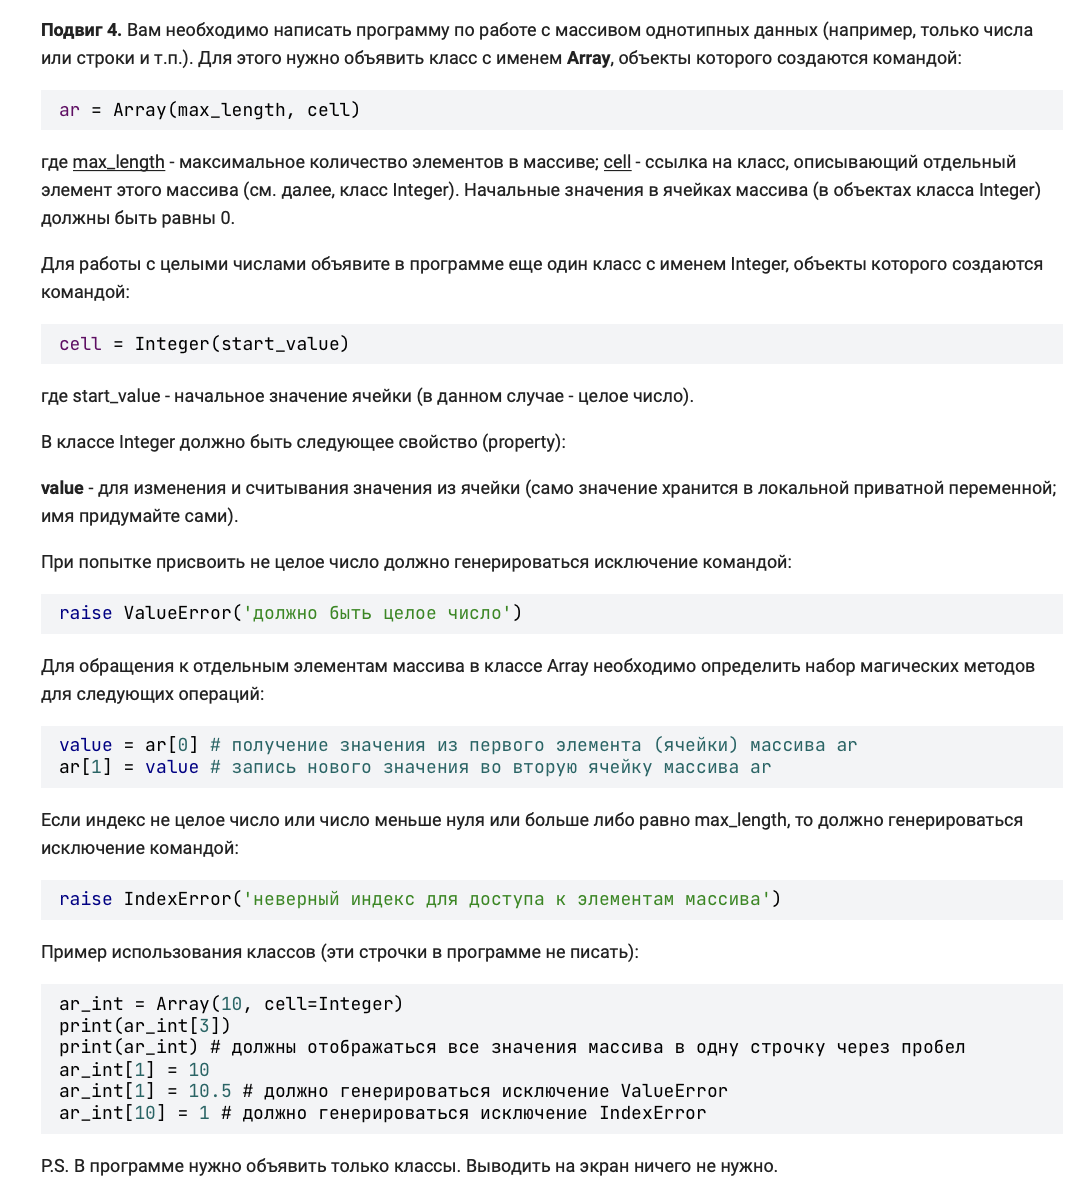 Подвиг 4. Вам необходимо написать программу по работе с массивом однотипных данных (например, только числа
или строки и т.п.). Для этого нужно объявить класс с именем Array, объекты которого создаются командой:
ar = Array(max_length, cell)
где max_length - максимальное количество элементов в массиве; cell - ссылка на класс, описывающий отдельный
элемент этого массива (см. далее, класс Integer). Начальные значения в ячейках массива (в объектах класса Integer)
должны быть равны 0.
Для работы с целыми числами объявите в программе еще один класс с именем Integer, объекты которого создаются
командой:
cell = Integer(start_value)
где start_value - начальное значение ячейки (в данном случае - целое число).
В классе Integer должно быть следующее свойство (property):
value - для изменения и считывания значения из ячейки (само значение хранится в локальной приватной переменной;
имя придумайте сами).
При попытке присвоить не целое число должно генерироваться исключение командой:
raise ValueError('должно быть целое число')
Для обращения к отдельным элементам массива в классе Array необходимо определить набор магических методов
для следующих операций:
value = ar[0] # получение значения из первого элемента (ячейки) массива ar
ar[1] = value # запись нового значения во вторую ячейку массива ar
Если индекс не целое число или число меньше нуля или больше либо равно max_length, то должно генерироваться
исключение командой:
raise IndexError('неверный индекс для доступа к элементам массива')
Пример использования классов (эти строчки в программе не писать):
ar_int = Array(10, cell=Integer)
print(ar_int[3])
print(ar_int) # должны отображаться все значения массива в одну строчку через пробел
ar_int[1] = 10
ar_int[1] = 10.5 # должно генерироваться исключение ValueError
ar_int[10] = 1 # должно генерироваться исключение IndexError
P.S. В программе нужно объявить только классы. Выводить на экран ничего не нужно.